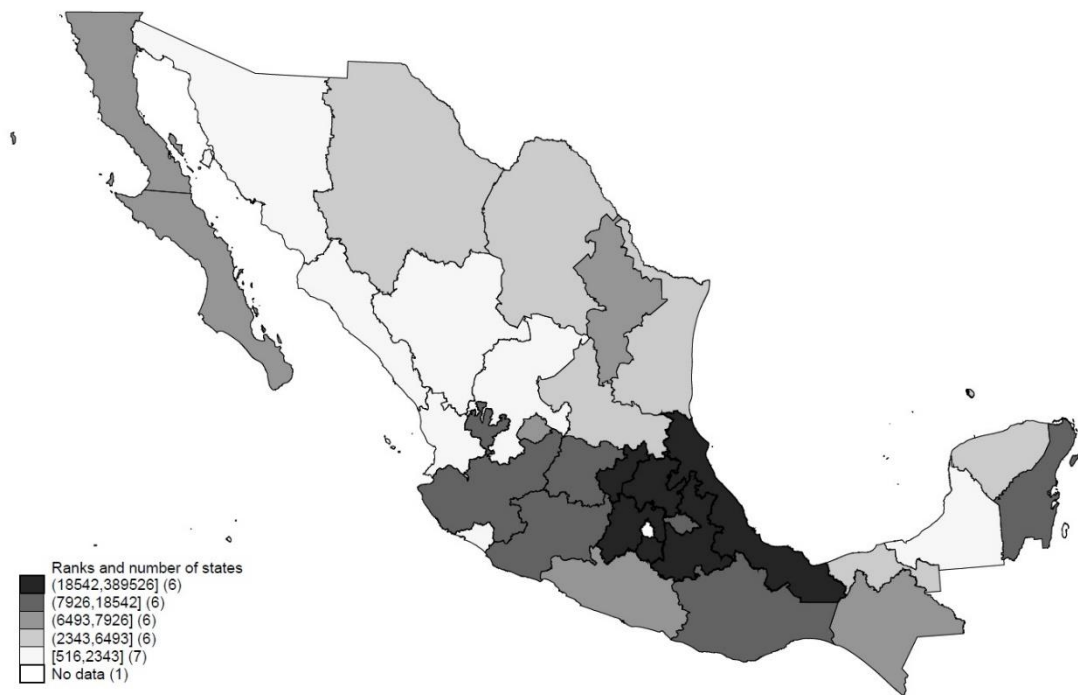 Ranks and number of states
(18542,389526] (6)
(7926,18542] (6)
(6493,7926] (6)
(2343,6493] (6)
[516,2343] (7)
No data (1)